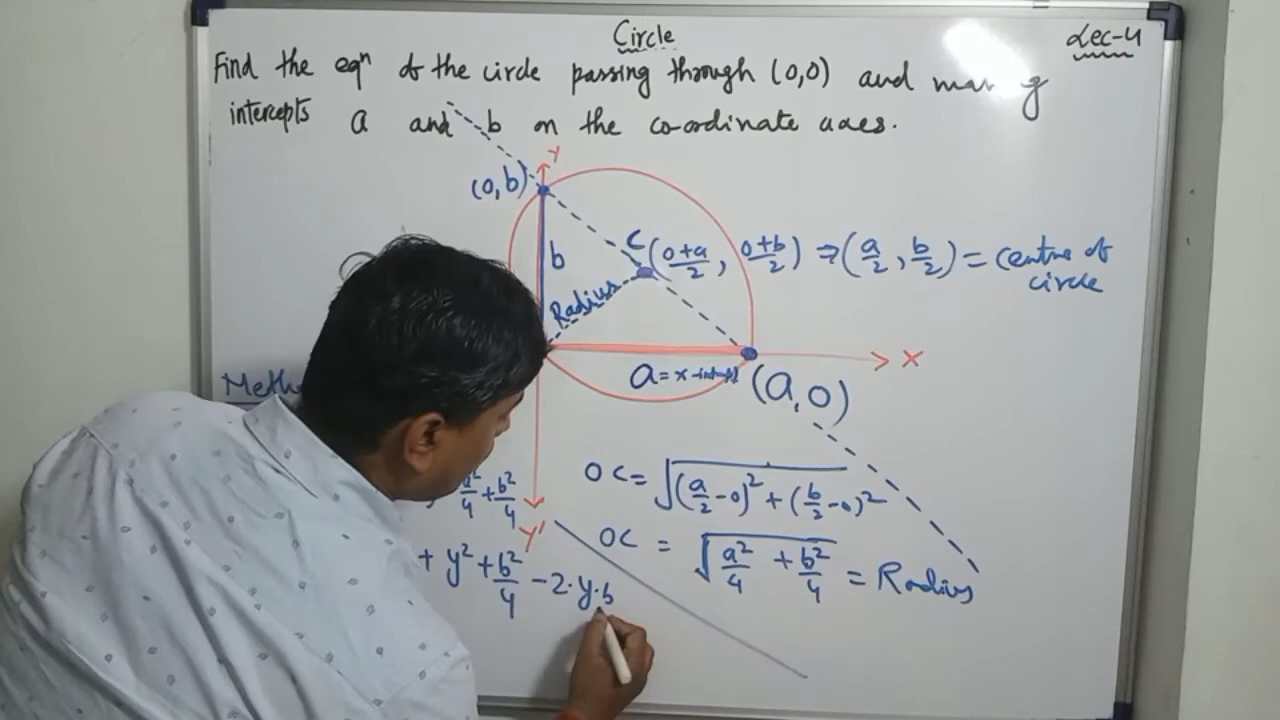 Circle
Lec-4
Find the eqn of the circle passing through (0,0) and
intercepts a and b on the co-ordinate axes.
Y
(0,b)
b
C (0+a/2, 0+b/2) ⇒ (a/2, b/2) = Centre of
circle
Radius
X
a = x-intercept
(a,0)
a²/4 + b²/4
Y'
OC = √(a/2 - 0)² + (b/2 - 0)²
OC = √a²/4 + b²/4 = Radius
+ y² + b²/4 - 2·y·b